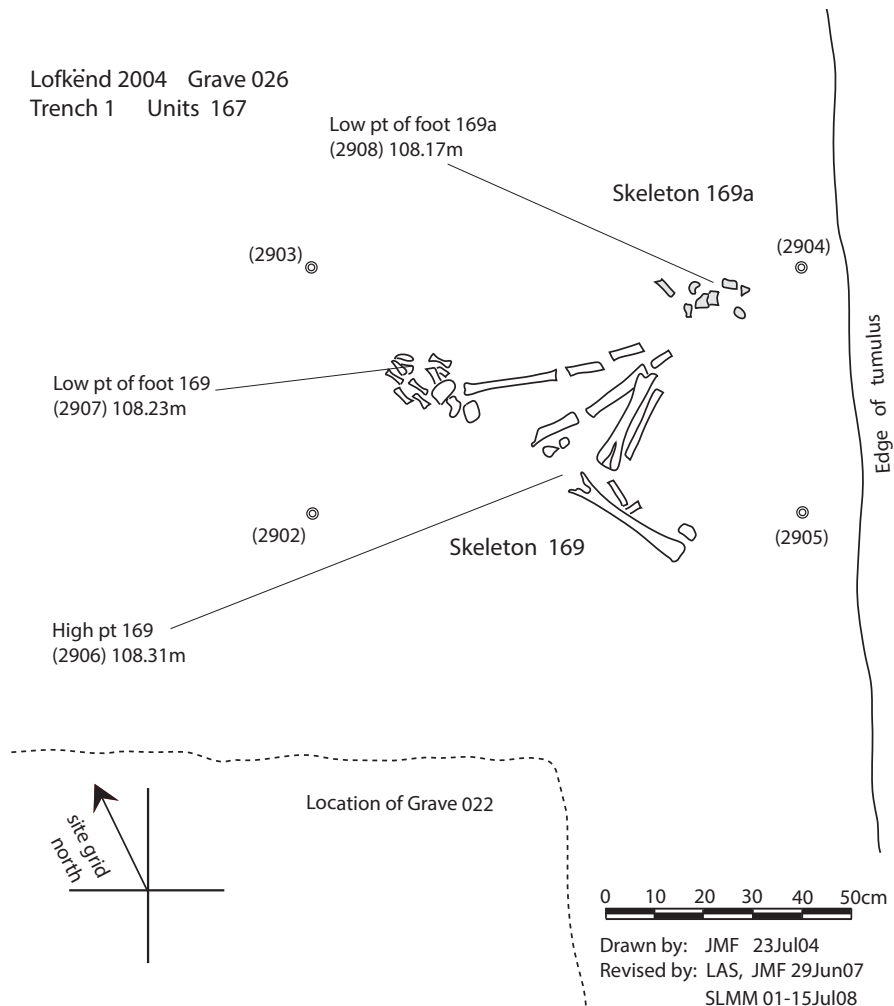 Lofkënd 2004 Grave 026
Trench 1 Units 167
Low pt of foot 169a
(2908) 108.17m
Skeleton 169a
(2903)
(2904)
Edge of tumulus
Low pt of foot 169
(2907) 108.23m
(2902)
Skeleton 169
(2905)
High pt 169
(2906) 108.31m
Location of Grave 022
site grid
north
0 10 20 30 40 50cm
Drawn by: JMF 23Jul04
Revised by: LAS, JMF 29Jun07
SLMM 01-15Jul08